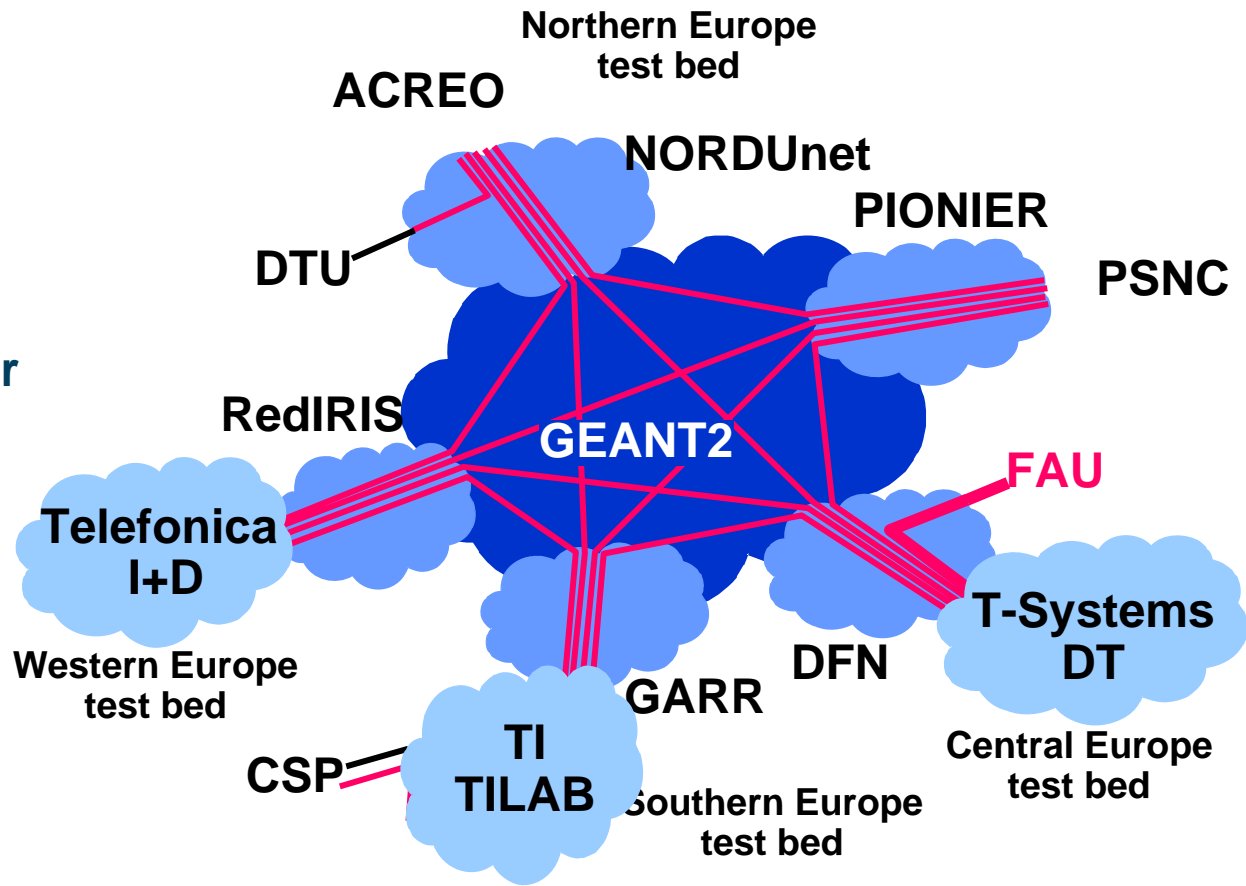 Northern Europe
test bed
ACREO
NORDUnet
PIONIER
DTU
PSNC
r
RedIRIS
GEANT2
FAU
Telefonica
I+D
T-Systems
DT
Western Europe
test bed
DFN
GARR
TI
TILAB
CSP
Central Europe
test bed
Southern Europe
test bed